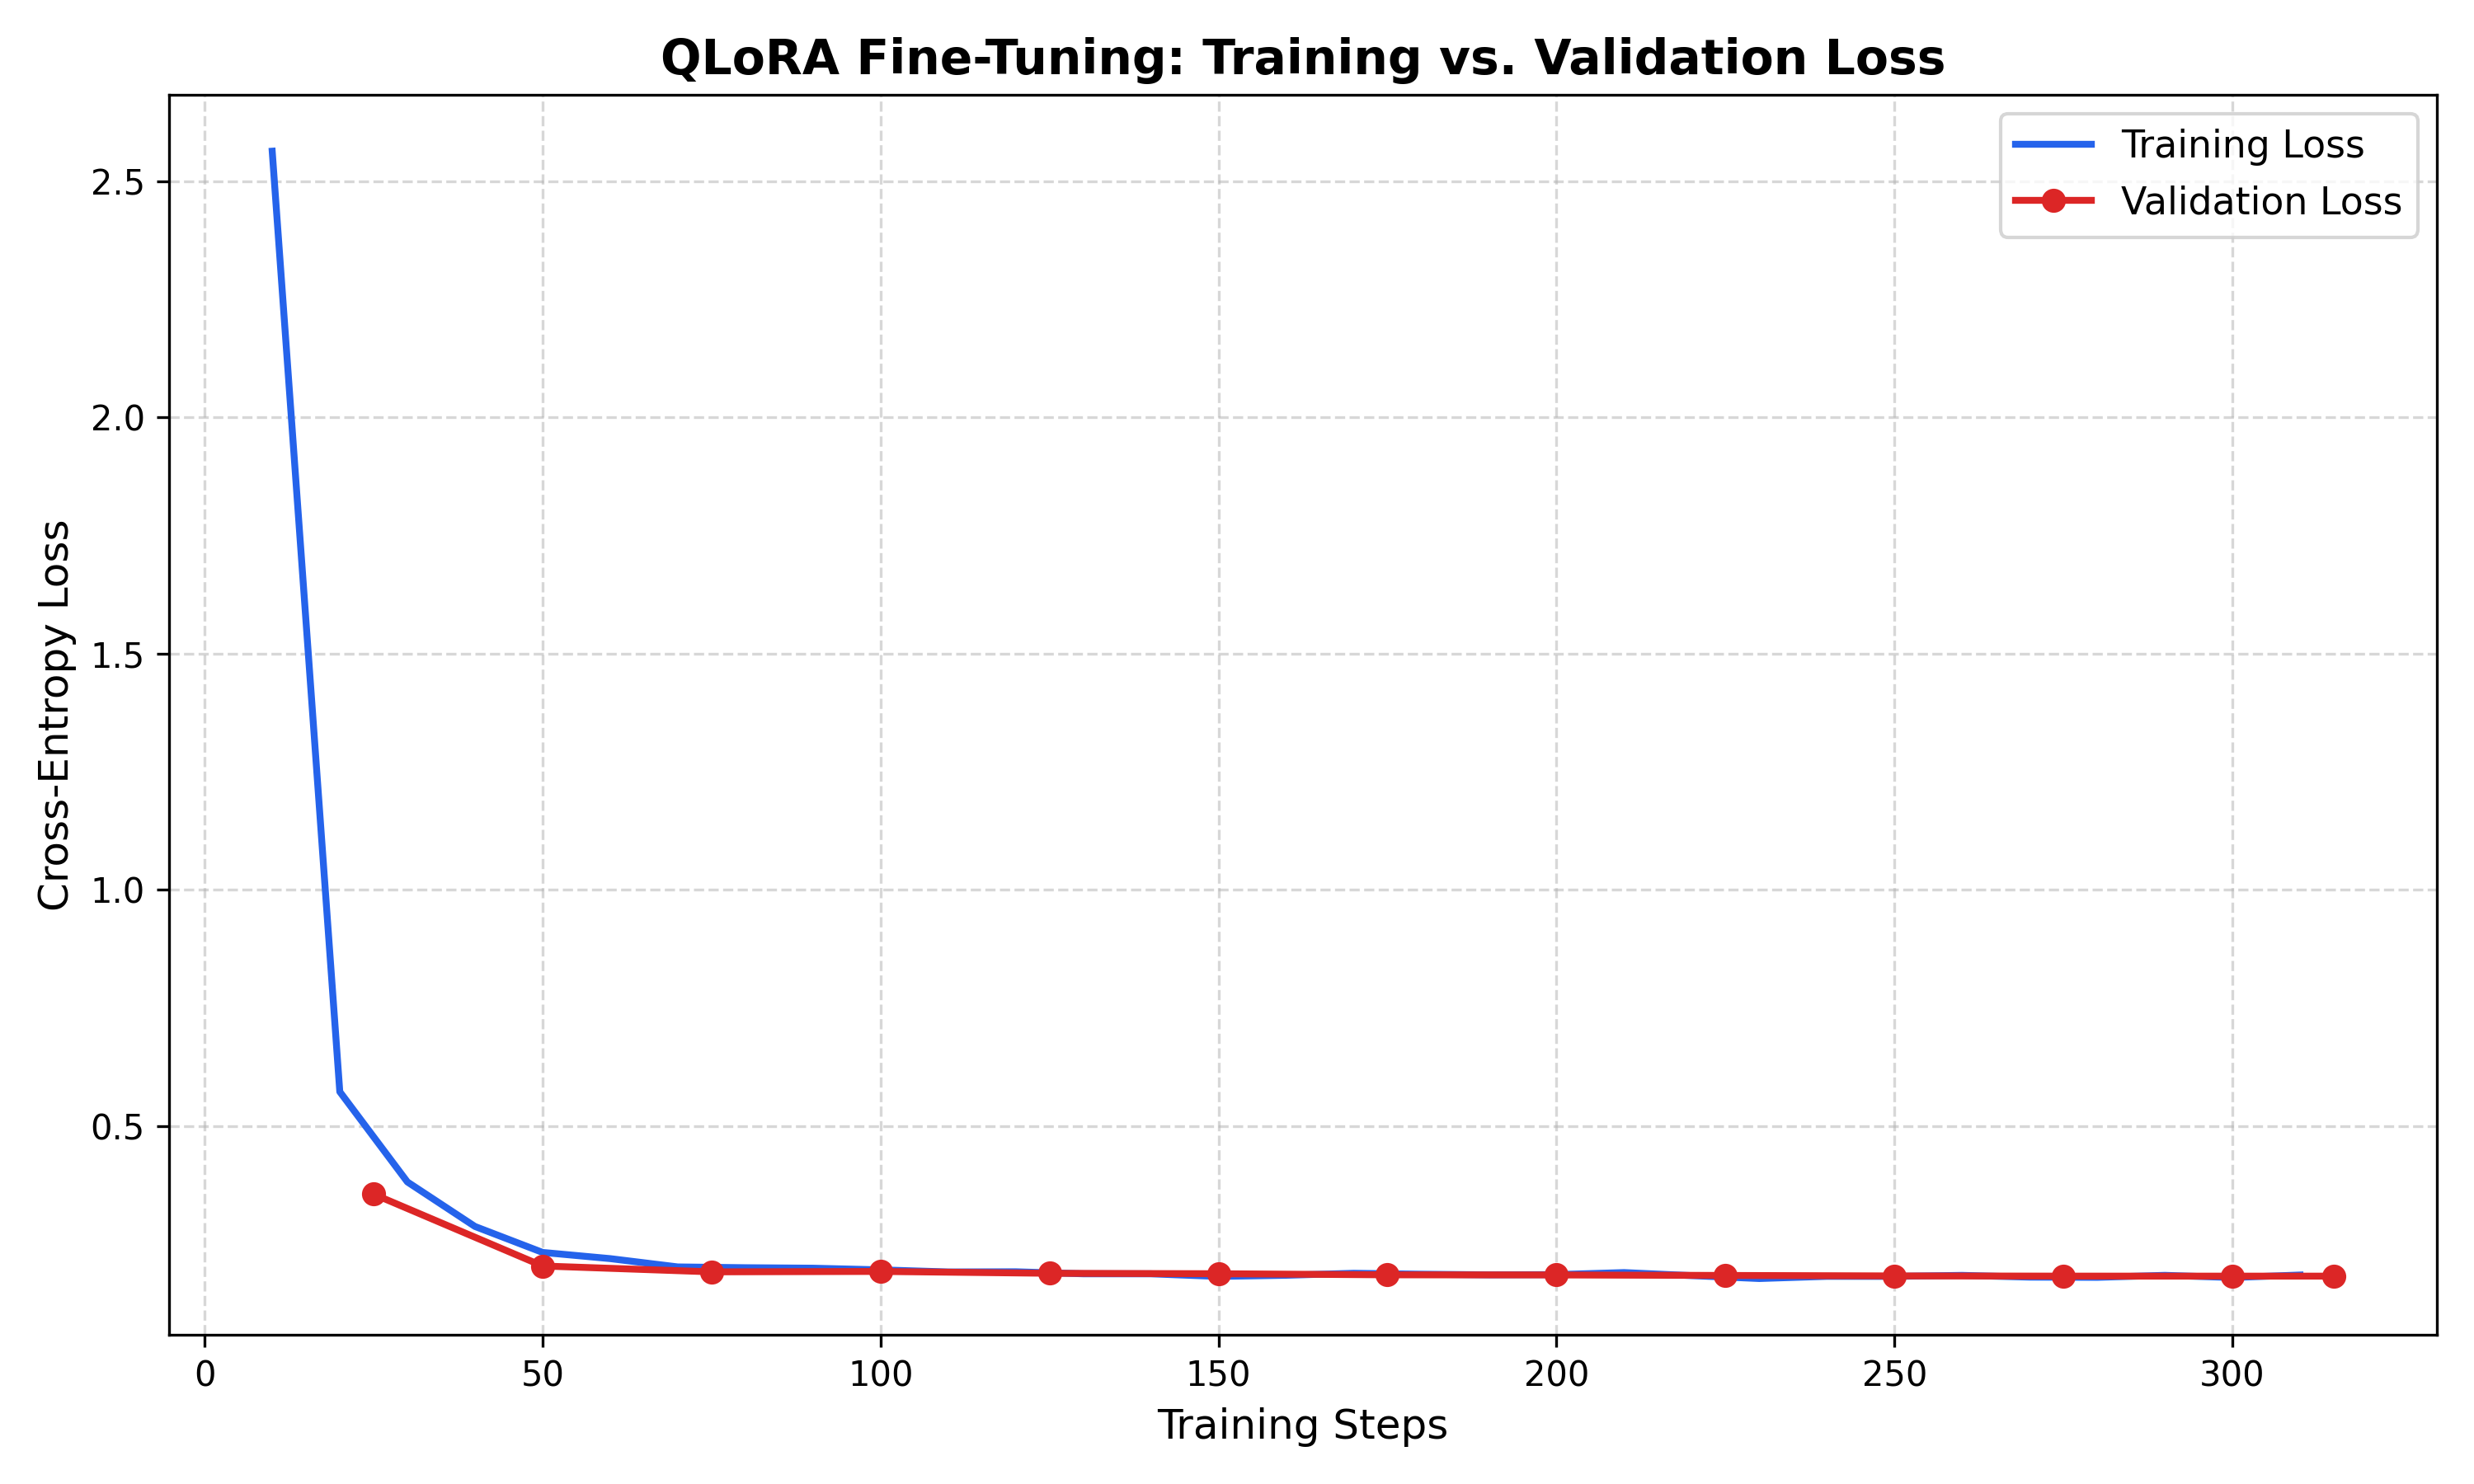 QLoRA Fine-Tuning: Training vs. Validation Loss
Training Loss
Validation Loss
Cross-Entropy Loss
2.5
2.0
1.5
1.0
0.5
0
50
100
150
200
250
300
Training Steps